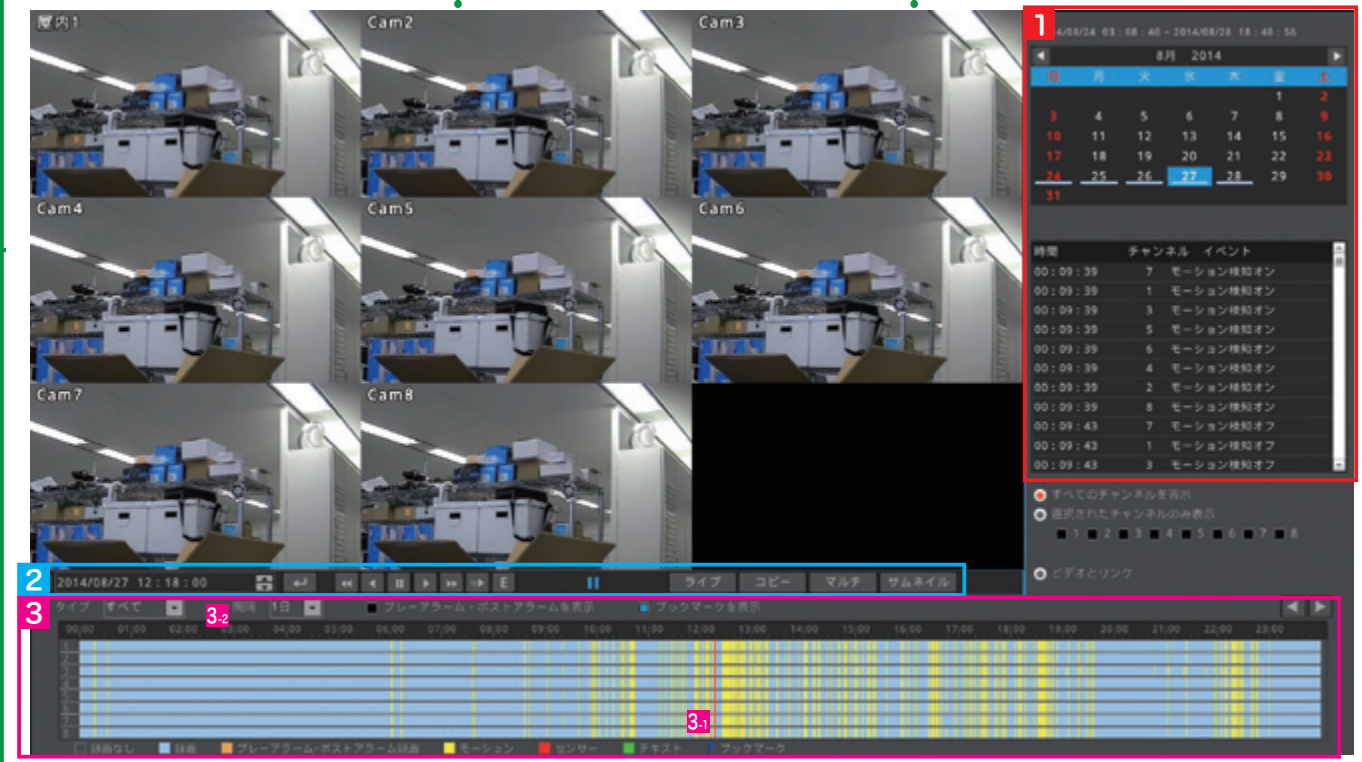 屋内1 Cam2 Cam3
Cam4 Cam5 Cam6
Cam7 Cam8
1
4/08/24 03:08:40 ~ 2014/08/28 18:48:56
8月 2014
日 月 火 水 木 金 土
1 2
3 4 5 6 7 8 9
10 11 12 13 14 15 16
17 18 19 20 21 22 23
24 25 26 27 28 29 30
31
時間 チャンネル イベント
00:09:39 7 モーション検知オン
00:09:39 1 モーション検知オン
00:09:39 3 モーション検知オン
00:09:39 5 モーション検知オン
00:09:39 6 モーション検知オン
00:09:39 4 モーション検知オン
00:09:39 2 モーション検知オン
00:09:39 8 モーション検知オン
00:09:43 7 モーション検知オフ
00:09:43 1 モーション検知オフ
00:09:43 3 モーション検知オフ
すべてのチャンネルを表示
選択されたチャンネルのみ表示
1 2 3 4 5 6 7 8
ビデオとリンク
2
2014/08/27 12:18:00 E ライブ コピー マルチ サムネイル
3
タイプ すべて 3-2 間隔 1日 プレーアラーム・ポストアラームを表示 ブックマークを表示
00:00 01:00 02:00 03:00 04:00 05:00 06:00 07:00 08:00 09:00 10:00 11:00 12:00 13:00 14:00 15:00 16:00 17:00 18:00 19:00 20:00 21:00 22:00 23:00
1
2
3
4
5
6
7
8
3-1
録画なし 録画 プレーアラーム・ポストアラーム録画 モーション センサー テキスト ブックマーク